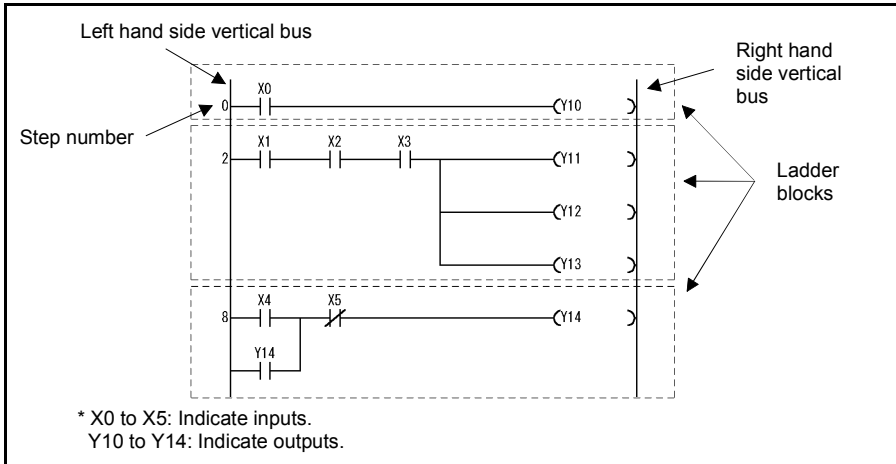 Left hand side vertical bus
Right hand
side vertical
bus
X0
0
Y10
Step number
X1 X2 X3
2
Y11
Ladder
blocks
Y12
Y13
X4 X5
8
Y14
Y14
* X0 to X5: Indicate inputs.
Y10 to Y14: Indicate outputs.